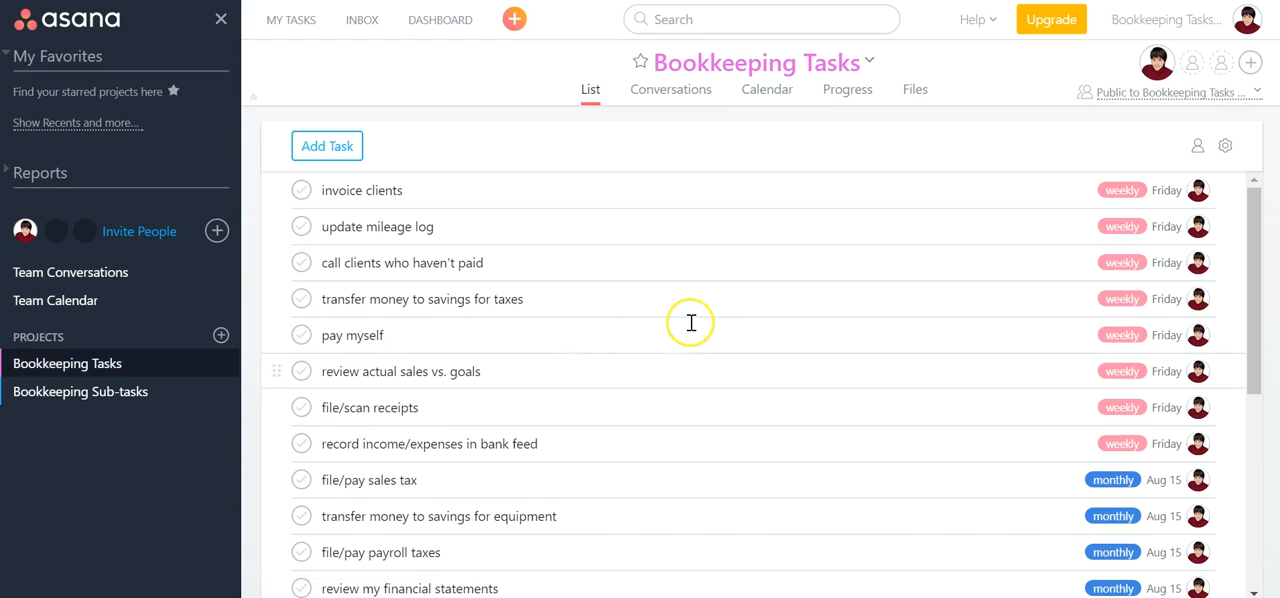 asana
MY TASKS INBOX DASHBOARD
Search
Help Upgrade Bookkeeping Tasks...
My Favorites
Find your starred projects here
Show Recents and more...
Reports
Invite People
Team Conversations
Team Calendar
PROJECTS
Bookkeeping Tasks
Bookkeeping Sub-tasks
Bookkeeping Tasks
List Conversations Calendar Progress Files
Public to Bookkeeping Tasks ...
Add Task
invoice clients weekly Friday
update mileage log weekly Friday
call clients who haven't paid weekly Friday
transfer money to savings for taxes weekly Friday
pay myself weekly Friday
review actual sales vs. goals weekly Friday
file/scan receipts weekly Friday
record income/expenses in bank feed weekly Friday
file/pay sales tax monthly Aug 15
transfer money to savings for equipment monthly Aug 15
file/pay payroll taxes monthly Aug 15
review my financial statements monthly Aug 15